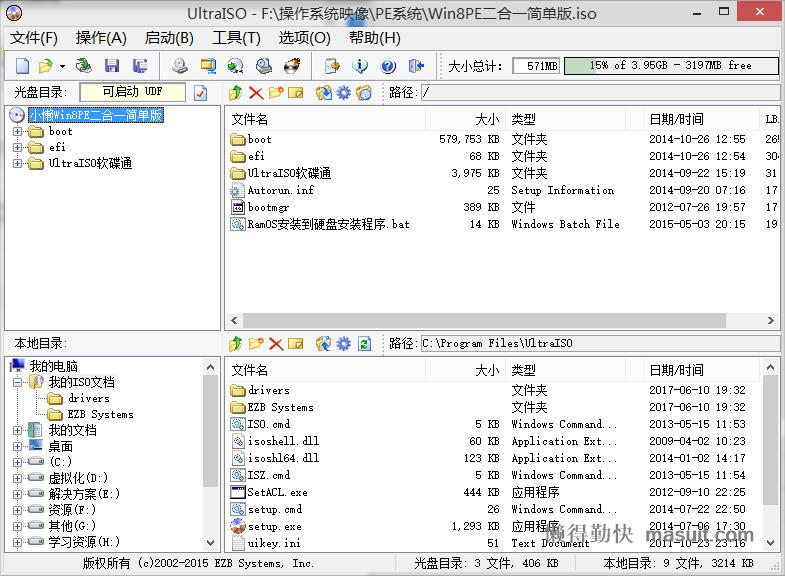 UltraISO - F:\操作系统映像\PE系统\Win8PE二合一简单版.iso
文件(F) 操作(A) 启动(B) 工具(T) 选项(O) 帮助(H)
大小总计： 571MB 15% of 3.95GB - 3197MB free
光盘目录： 可启动 UDF 路径： /
小懒Win8PE二合一简单版
boot
efi
UltraISO软碟通
文件名 大小 类型 日期/时间 LB.
boot 579,753 KB 文件夹 2014-10-26 12:55
efi 68 KB 文件夹 2014-10-26 12:54
UltraISO软碟通 3,975 KB 文件夹 2014-09-22 15:19 31
Autorun.inf 25 Setup Information 2014-09-20 07:16 17
bootmgr 389 KB 文件 2012-07-26 19:57 17
RamOS安装到硬盘安装程序.bat 14 KB Windows Batch File 2015-05-03 20:15 19
本地目录： 路径： C:\Program Files\UltraISO
我的电脑
我的ISO文档
drivers
EZB Systems
我的文档
桌面
(C:)
虚拟化(D:)
解决方案(E:)
资源(F:)
其他(G:)
学习资源(H:)
文件名 大小 类型 日期/时间
drivers 文件夹 2017-06-10 19:32
EZB Systems 文件夹 2017-06-10 19:32
ISO.cmd 5 KB Windows Command... 2013-05-15 11:53
isoshell.dll 60 KB Application Ext... 2009-04-02 10:23
isoshl64.dll 123 KB Application Ext... 2014-01-02 14:17
ISZ.cmd 5 KB Windows Command... 2013-05-15 11:54
SetACL.exe 444 KB 应用程序 2012-09-10 22:25
setup.cmd 26 Windows Command... 2014-07-22 22:50
setup.exe 1,293 KB 应用程序 2014-07-06 17:30
uikey.ini 51 Text Document 2011-10-23 23:16
懒得勤快 masuit.com
版权所有 (c)2002-2015 EZB Systems, Inc. 光盘目录: 3 文件, 406 KB 本地目录: 9 文件, 3214 KB